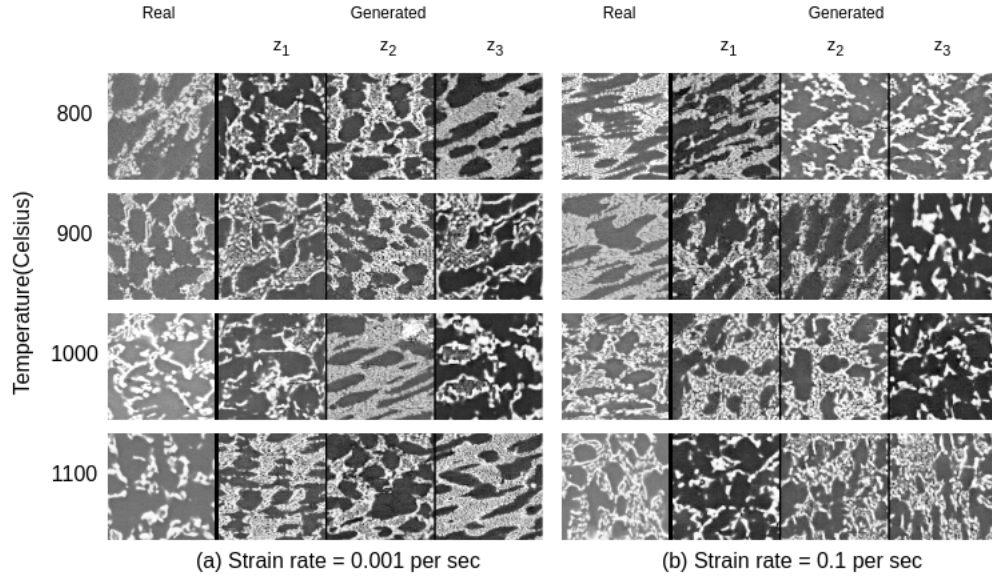 Real Generated Real Generated
z1 z2 z3 z1 z2 z3
800
900
Temperature(Celsius)
1000
1100
(a) Strain rate = 0.001 per sec (b) Strain rate = 0.1 per sec